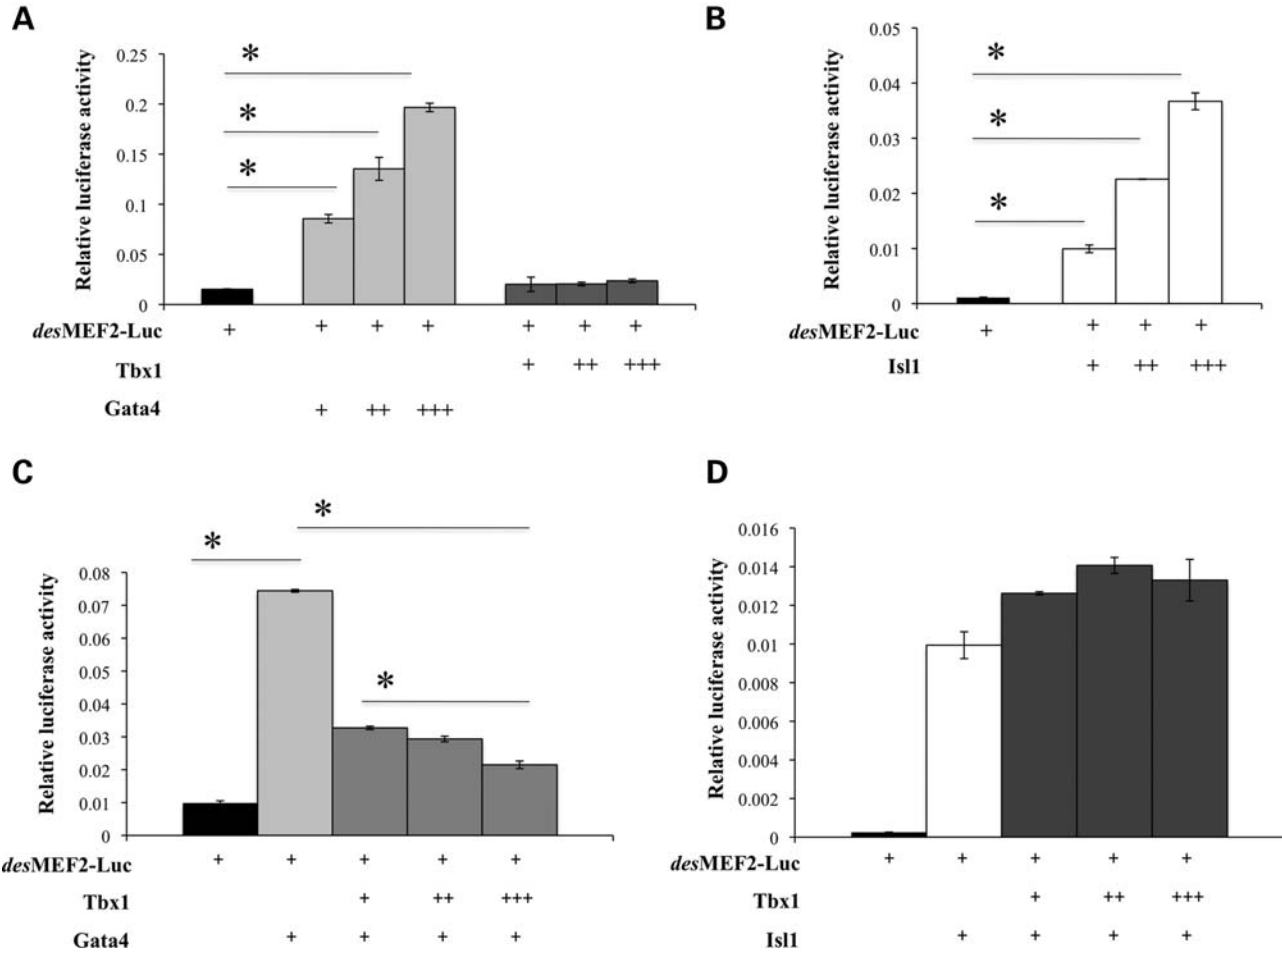 A
Relative luciferase activity
0.25
0.2
0.15
0.1
0.05
0
*
*
*
desMEF2-Luc + + + + + + +
Tbx1 + ++ +++
Gata4 + ++ +++
B
Relative luciferase activity
0.05
0.04
0.03
0.02
0.01
0
*
*
*
desMEF2-Luc + + + +
Isl1 + ++ +++
C
Relative luciferase activity
0.08
0.07
0.06
0.05
0.04
0.03
0.02
0.01
0
*
*
*
desMEF2-Luc + + + + +
Tbx1 + ++ +++
Gata4 + + + +
D
Relative luciferase activity
0.016
0.014
0.012
0.01
0.008
0.006
0.004
0.002
0
desMEF2-Luc + + + + +
Tbx1 + ++ +++
Isl1 + + + +